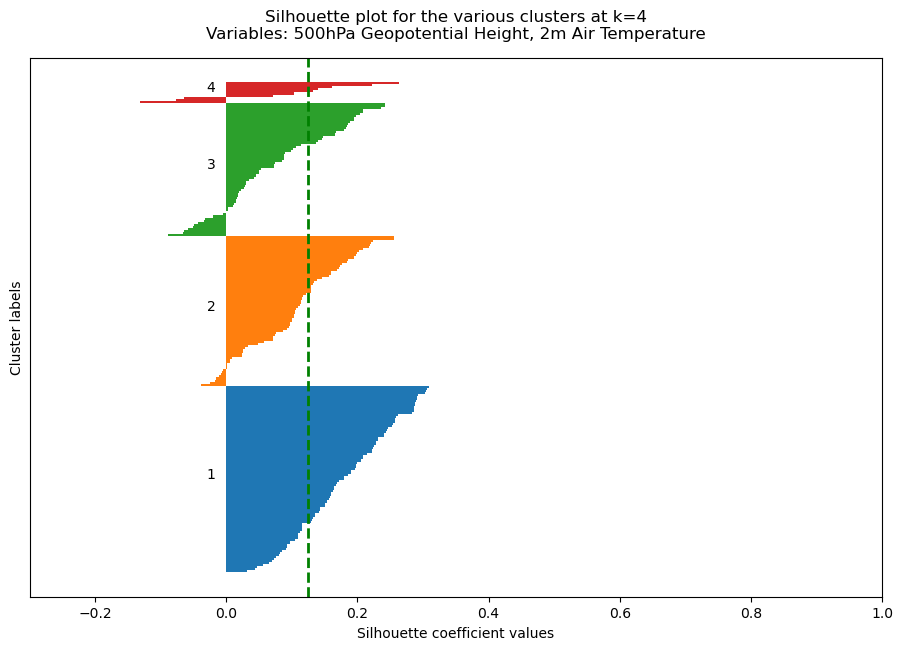 Silhouette plot for the various clusters at k=4
Variables: 500hPa Geopotential Height, 2m Air Temperature
4
3
2
1
Cluster labels
−0.2 0.0 0.2 0.4 0.6 0.8 1.0
Silhouette coefficient values